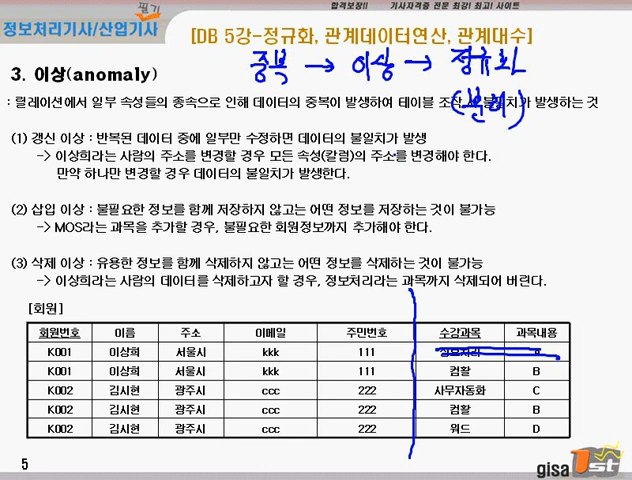 합격보장!! 기사자격증 전문 최강! 최고! 사이트
정보처리기사/산업기사
필기
[DB 5강-정규화, 관계데이터연산, 관계대수]
중복 → 이상 → 정규화
(분리)
3. 이상(anomaly)
: 릴레이션에서 일부 속성들의 종속으로 인해 데이터의 중복이 발생하여 테이블 조작 시 불일치가 발생하는 것
(1) 갱신 이상 : 반복된 데이터 중에 일부만 수정하면 데이터의 불일치가 발생
-> 이상희라는 사람의 주소를 변경할 경우 모든 속성(칼럼)의 주소를 변경해야 한다.
만약 하나만 변경할 경우 데이터의 불일치가 발생한다.
(2) 삽입 이상 : 불필요한 정보를 함께 저장하지 않고는 어떤 정보를 저장하는 것이 불가능
-> MOS라는 과목을 추가할 경우, 불필요한 회원정보까지 추가해야 한다.
(3) 삭제 이상 : 유용한 정보를 함께 삭제하지 않고는 어떤 정보를 삭제하는 것이 불가능
-> 이상희라는 사람의 데이터를 삭제하고자 할 경우, 정보처리라는 과목까지 삭제되어 버린다.
[회원]
회원번호 이름 주소 이메일 주민번호 수강과목 과목내용
K001 이상희 서울시 kkk 111 정보처리 A
K001 이상희 서울시 kkk 111 컴활 B
K002 김시현 광주시 ccc 222 사무자동화 C
K002 김시현 광주시 ccc 222 컴활 B
K002 김시현 광주시 ccc 222 워드 D
5
gisa 1st